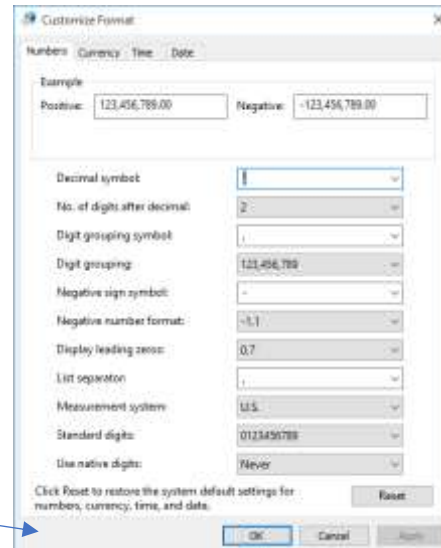 Customize Format
Numbers Currency Time Date
Example
Positive: 123,456,789.00 Negative: -123,456,789.00
Decimal symbol:
No. of digits after decimal: 2
Digit grouping symbol: ,
Digit grouping: 123,456,789
Negative sign symbol: -
Negative number format: -1.1
Display leading zeros: 0.7
List separator: ,
Measurement system: U.S.
Standard digits: 0123456789
Use native digits: Never
Click Reset to restore the system default settings for
numbers, currency, time, and date.
Reset
OK Cancel Apply